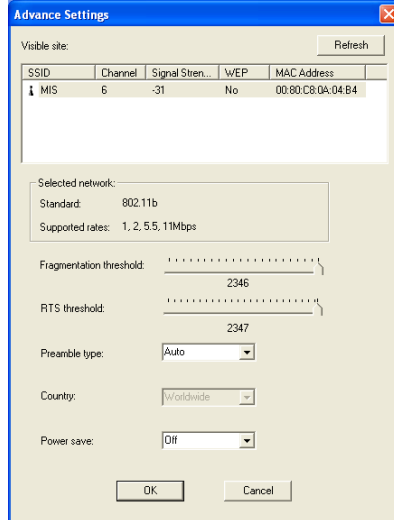 Advance Settings
Visible site:
Refresh
SSID Channel Signal Stren... WEP MAC Address
MIS 6 -31 No 00:80:C8:0A:04:B4
Selected network:
Standard: 802.11b
Supported rates: 1, 2, 5.5, 11Mbps
Fragmentation threshold:
2346
RTS threshold:
2347
Preamble type: Auto
Country: Worldwide
Power save: Off
OK Cancel